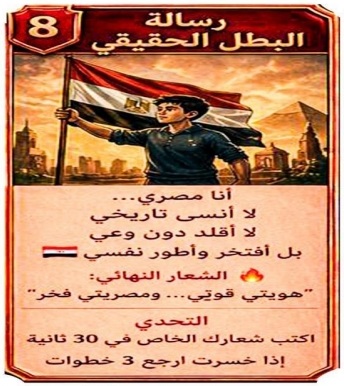 8
رسالة
البطل الحقيقي
أنا مصري...
لا أنسى تاريخي
لا أقلد دون وعي
بل أفتخر وأطور نفسي 🇪🇬
🔥 الشعار النهائي:
"هويتي قوتي... ومصريتي فخر"
التحدي
اكتب شعارك الخاص في 30 ثانية
إذا خسرت ارجع 3 خطوات